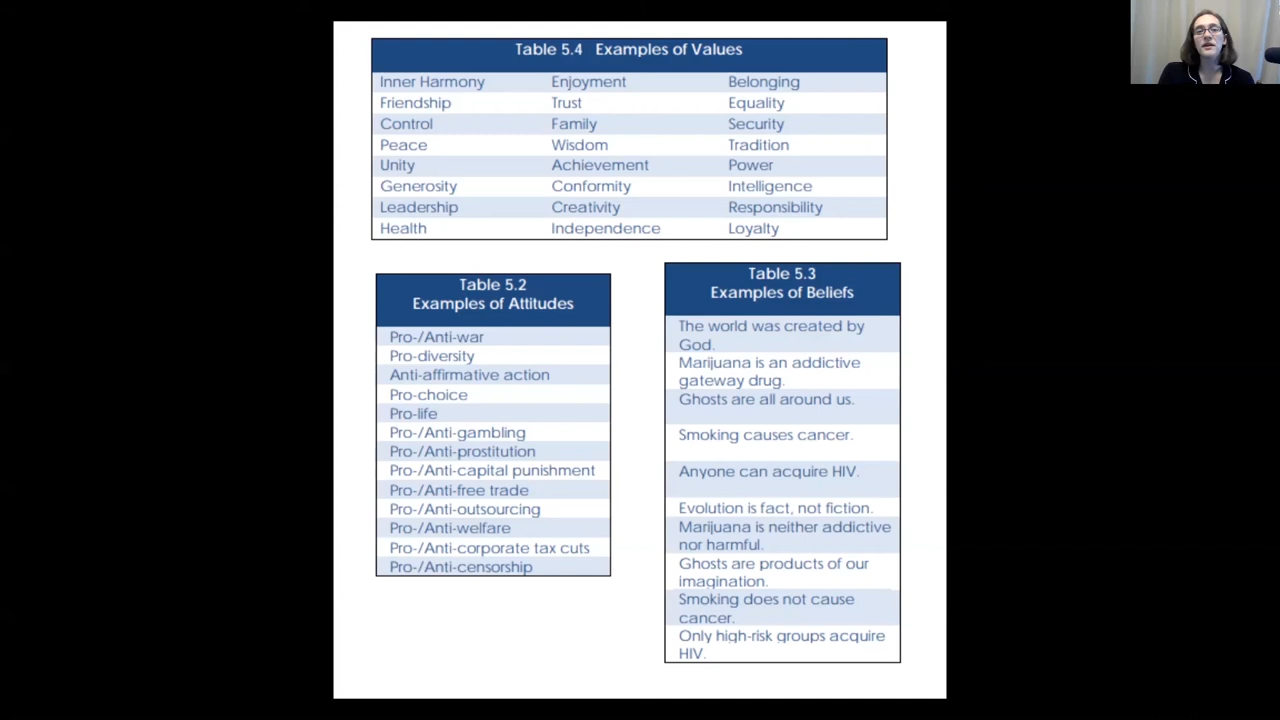 Table 5.4 Examples of Values
Inner Harmony Enjoyment Belonging
Friendship Trust Equality
Control Family Security
Peace Wisdom Tradition
Unity Achievement Power
Generosity Conformity Intelligence
Leadership Creativity Responsibility
Health Independence Loyalty
Table 5.2
Examples of Attitudes
Pro-/Anti-war
Pro-diversity
Anti-affirmative action
Pro-choice
Pro-life
Pro-/Anti-gambling
Pro-/Anti-prostitution
Pro-/Anti-capital punishment
Pro-/Anti-free trade
Pro-/Anti-outsourcing
Pro-/Anti-welfare
Pro-/Anti-corporate tax cuts
Pro-/Anti-censorship
Table 5.3
Examples of Beliefs
The world was created by
God.
Marijuana is an addictive
gateway drug.
Ghosts are all around us.
Smoking causes cancer.
Anyone can acquire HIV.
Evolution is fact, not fiction.
Marijuana is neither addictive
nor harmful.
Ghosts are products of our
imagination.
Smoking does not cause
cancer.
Only high-risk groups acquire
HIV.